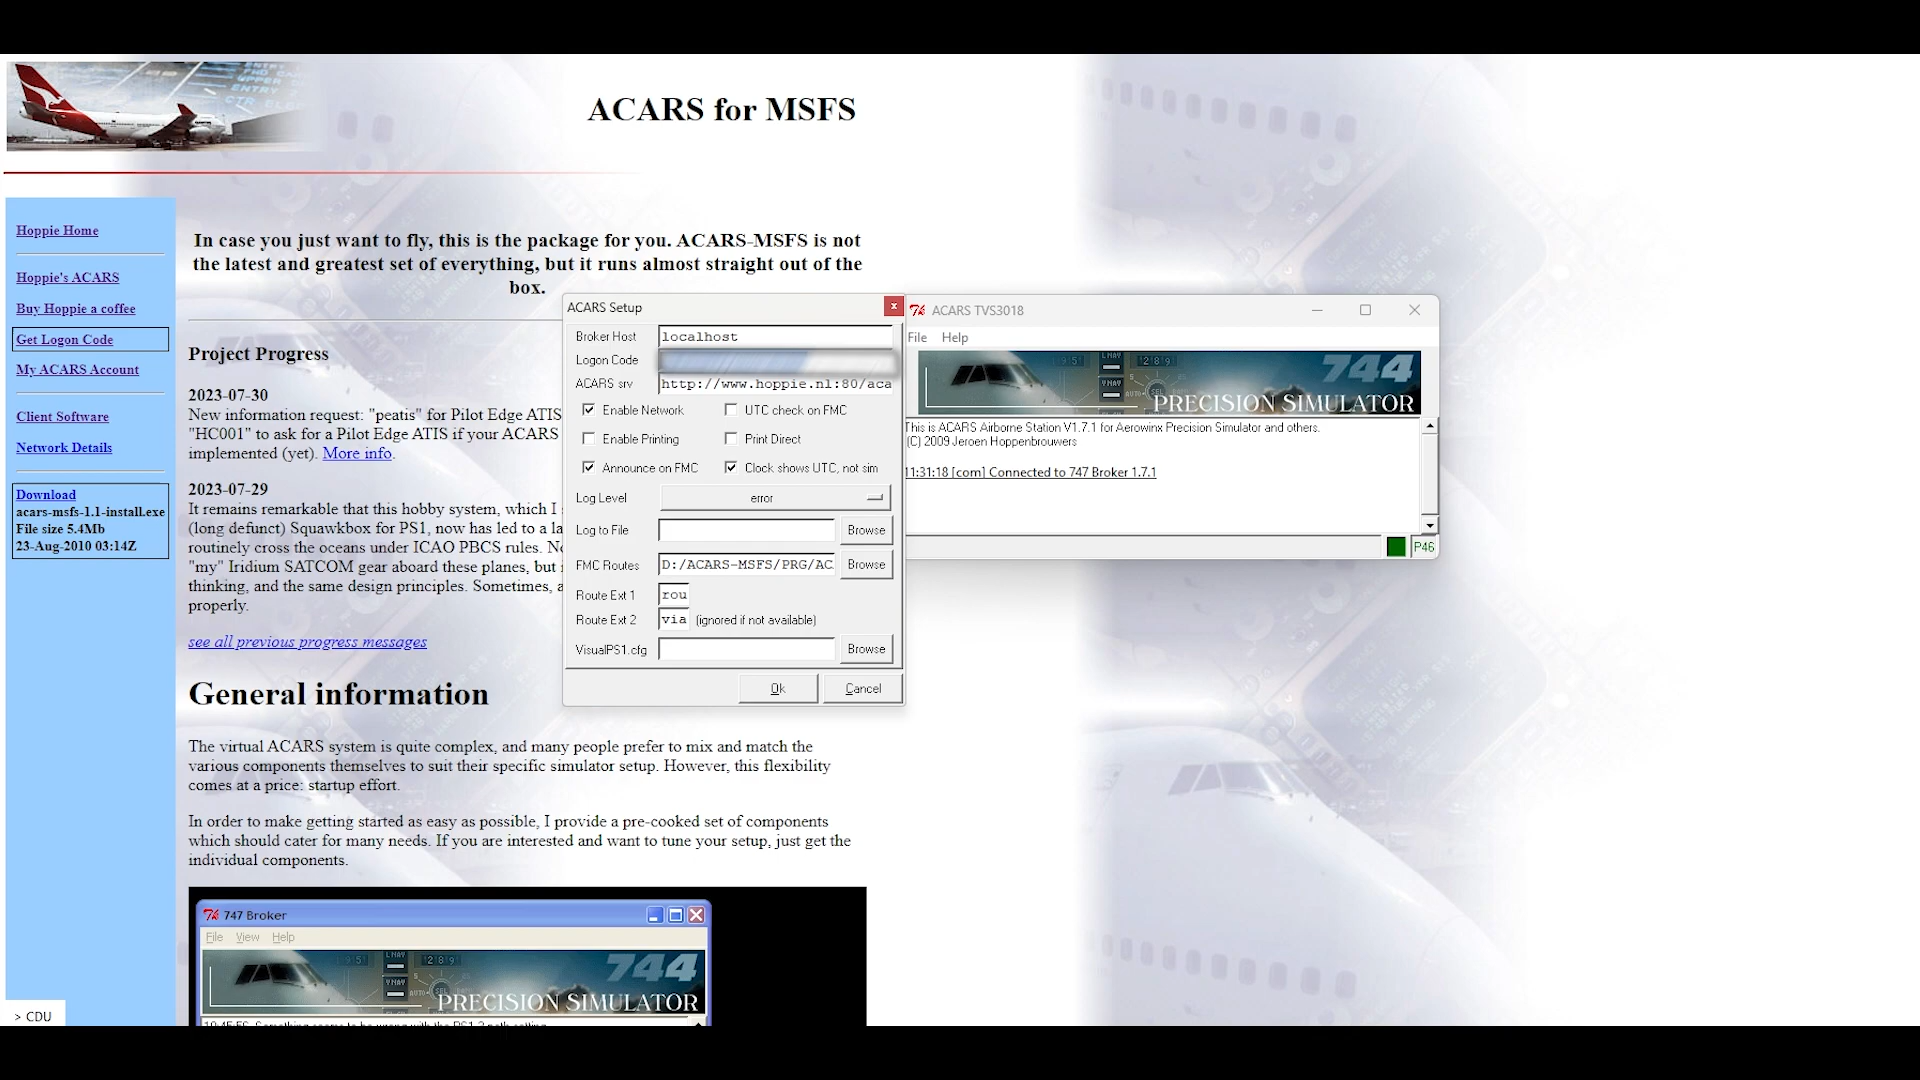 ACARS for MSFS
Hoppie Home
Hoppie's ACARS
Buy Hoppie a coffee
Get Logon Code
My ACARS Account
Client Software
Network Details
Download
acars-msfs-1.1-install.exe
File size 5.4Mb
23-Aug-2010 03:14Z
> CDU
In case you just want to fly, this is the package for you. ACARS-MSFS is not
the latest and greatest set of everything, but it runs almost straight out of the
box.
Project Progress
2023-07-30
New information request: "peatis" for Pilot Edge ATIS
"HC001" to ask for a Pilot Edge ATIS if your ACARS
implemented (yet). More info.
2023-07-29
It remains remarkable that this hobby system, which I
(long defunct) Squawkbox for PS1, now has led to a
routinely cross the oceans under ICAO PBCS rules.
"my" Iridium SATCOM gear aboard these planes, but
thinking, and the same design principles. Sometimes,
properly.
see all previous progress messages
General information
The virtual ACARS system is quite complex, and many people prefer to mix and match the
various components themselves to suit their specific simulator setup. However, this flexibility
comes at a price: startup effort.
In order to make getting started as easy as possible, I provide a pre-cooked set of components
which should cater for many needs. If you are interested and want to tune your setup, just get the
individual components.
747 Broker
File View Help
744
PRECISION SIMULATOR
ACARS Setup
Broker Host localhost
Logon Code
ACARS srv http://www.hoppie.nl:80/aca
Enable Network UTC check on FMC
Enable Printing Print Direct
Announce on FMC Clock shows UTC, not sim
Log Level error
Log to File Browse
FMC Routes D:/ACARS-MSFS/PRG/AC Browse
Route Ext 1 rou
Route Ext 2 via (ignored if not available)
VisualPS1.cfg Browse
Ok Cancel
ACARS TVS3018
File Help
744
PRECISION SIMULATOR
This is ACARS Airborne Station V1.7.1 for Aerowinx Precision Simulator and others.
(C) 2009 Jeroen Hoppenbrouwers
11:31:18 [com] Connected to 747 Broker 1.7.1
P46